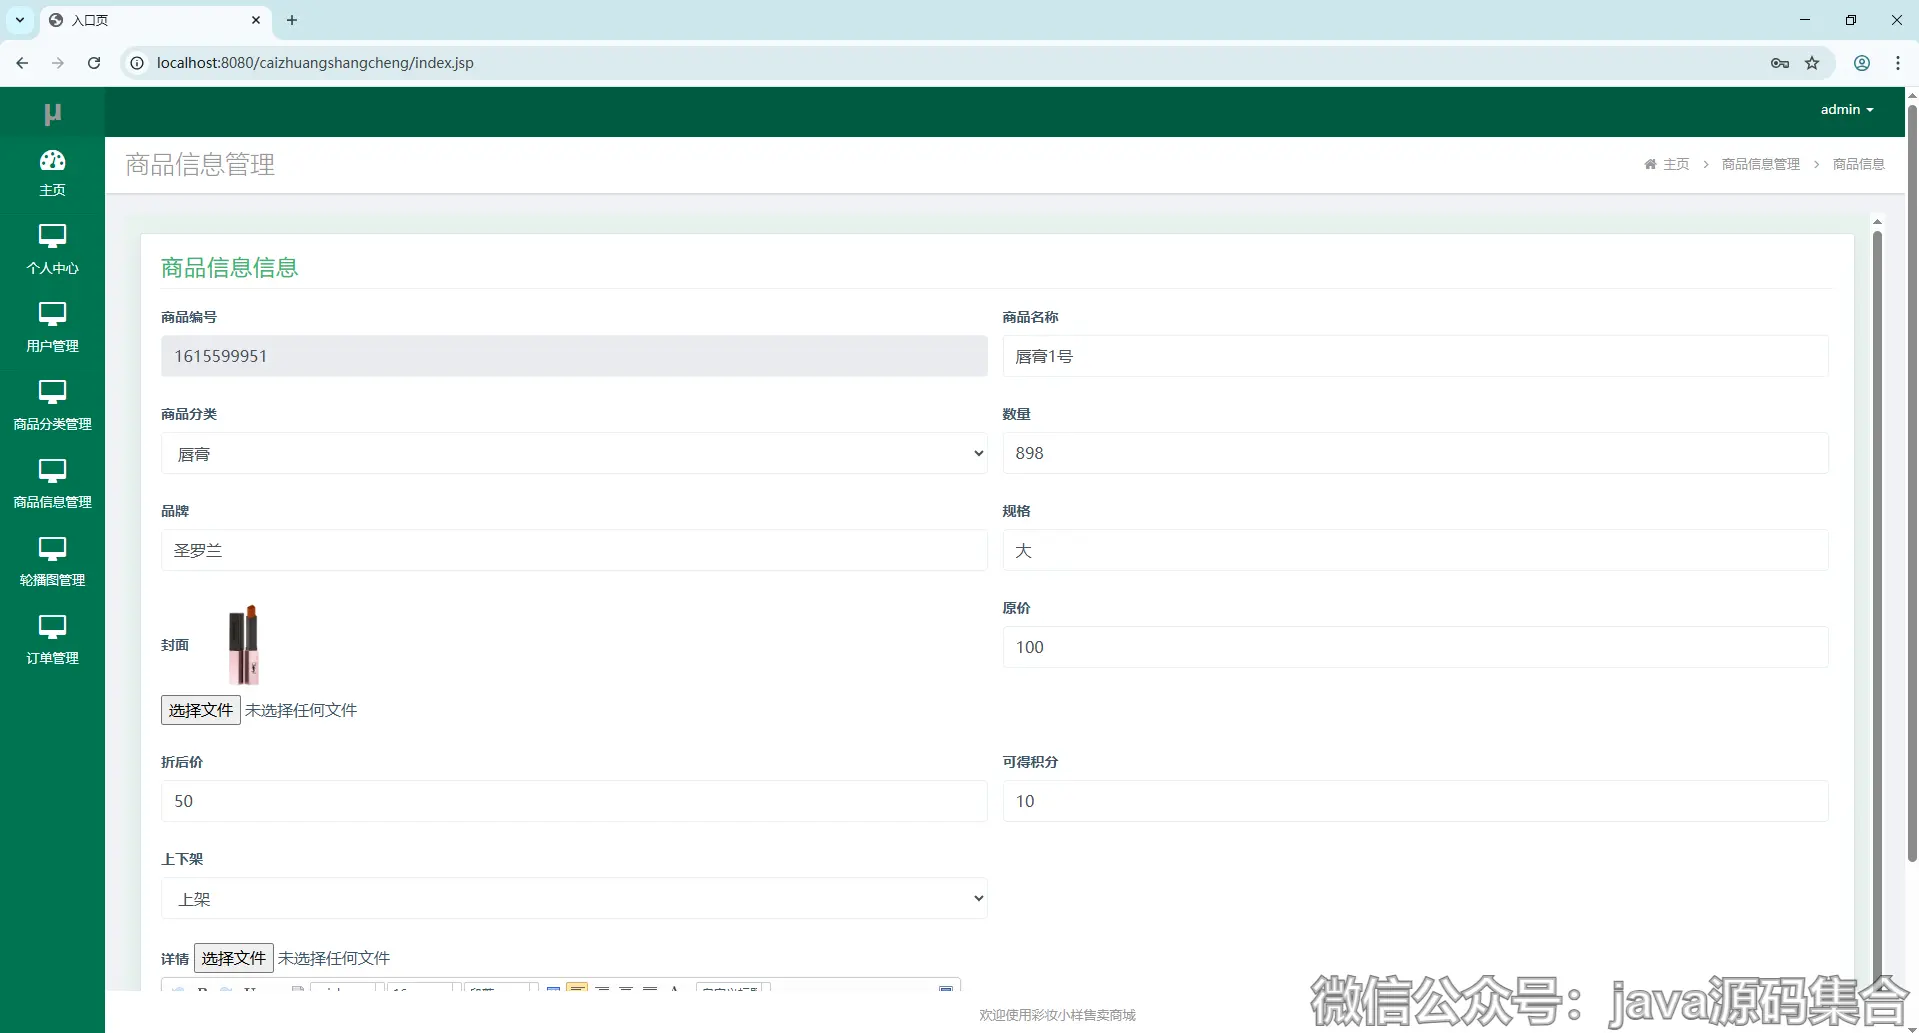 入口页
localhost:8080/caizhuangshangcheng/index.jsp
µ
admin
主页
个人中心
用户管理
商品分类管理
商品信息管理
轮播图管理
订单管理
商品信息管理
主页
商品信息管理
商品信息
商品信息信息
商品编号
1615599951
商品名称
唇膏1号
商品分类
唇膏
数量
898
品牌
圣罗兰
规格
大
封面
选择文件 未选择任何文件
原价
100
折后价
50
可得积分
10
上下架
上架
详情 选择文件 未选择任何文件
欢迎使用彩妆小样售卖商城
微信公众号：java源码集合